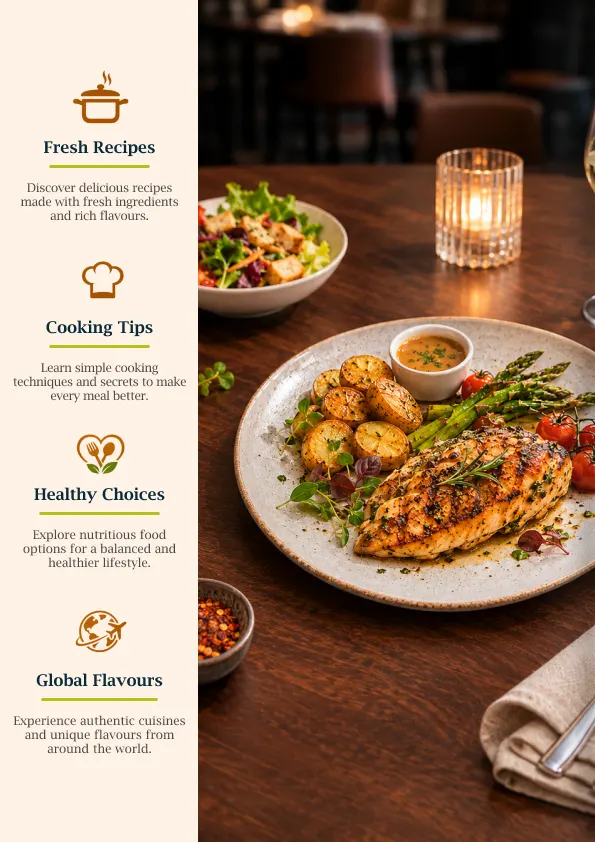 Fresh Recipes
Discover delicious recipes
made with fresh ingredients
and rich flavours.
Cooking Tips
Learn simple cooking
techniques and secrets to make
every meal better.
Healthy Choices
Explore nutritious food
options for a balanced and
healthier lifestyle.
Global Flavours
Experience authentic cuisines
and unique flavours from
around the world.